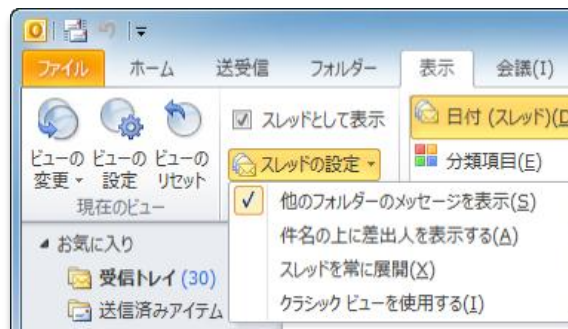 ファイル ホーム 送受信 フォルダー 表示 会議(I)
ビューの変更 ビューの設定 ビューのリセット
現在のビュー
スレッドとして表示
スレッドの設定
日付 (スレッド)(D
分類項目(E)
他のフォルダーのメッセージを表示(S)
件名の上に差出人を表示する(A)
スレッドを常に展開(X)
クラシック ビューを使用する(I)
お気に入り
受信トレイ (30)
送信済みアイテム